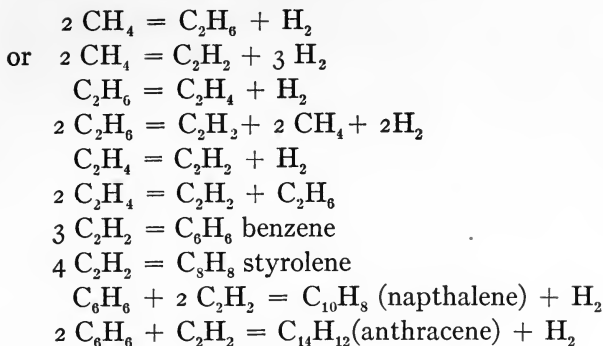 2 CH₄ = C₂H₆ + H₂
or 2 CH₄ = C₂H₂ + 3 H₂
C₂H₆ = C₂H₄ + H₂
2 C₂H₆ = C₂H₂ + 2 CH₄ + 2H₂
C₂H₄ = C₂H₂ + H₂
2 C₂H₄ = C₂H₂ + C₂H₆
3 C₂H₂ = C₆H₆ benzene
4 C₂H₂ = C₈H₈ styrolene
C₆H₆ + 2 C₂H₂ = C₁₀H₈ (napthalene) + H₂
2 C₆H₆ + C₂H₂ = C₁₄H₁₂(anthracene) + H₂